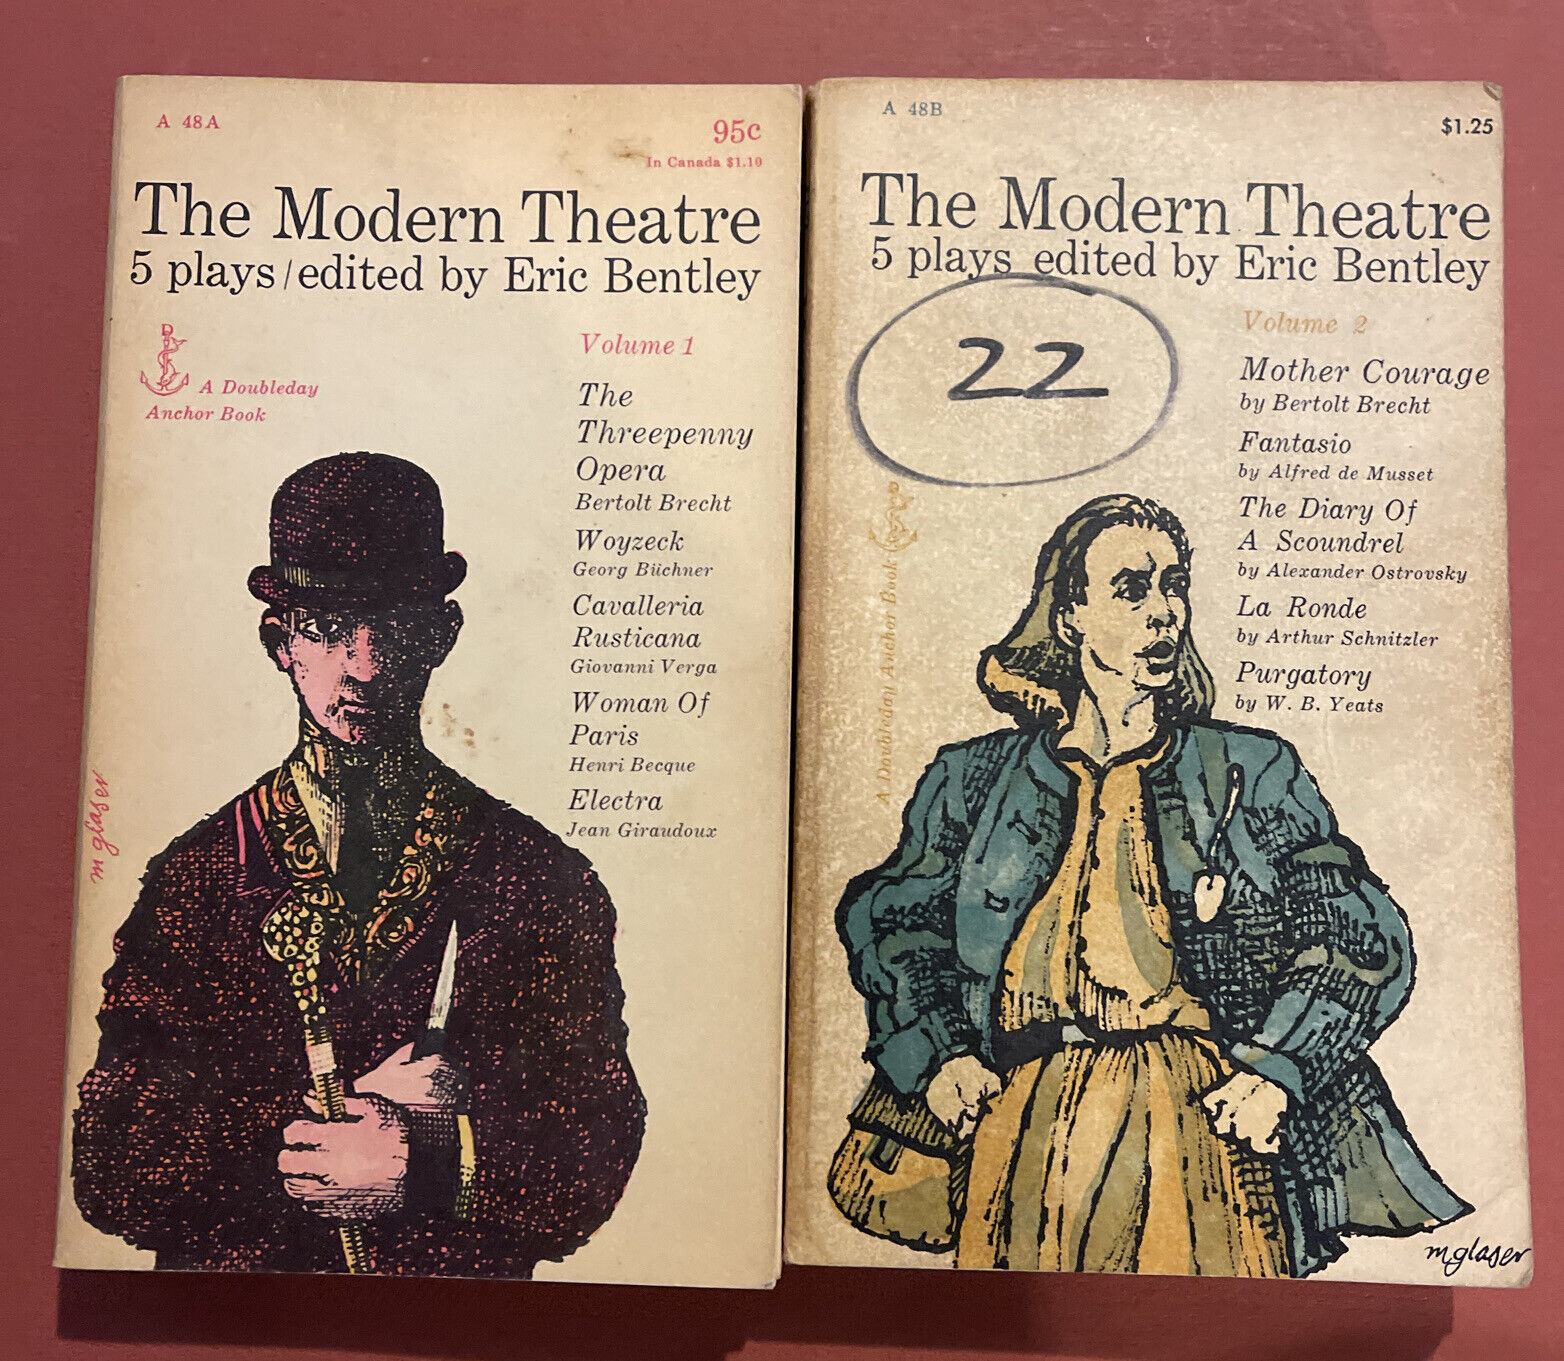 A 48A
95c
In Canada $1.10
The Modern Theatre
5 plays/edited by Eric Bentley
D
A Doubleday
Anchor Book
Volume 1
The
Threepenny
Opera
Bertolt Brecht
Woyzeck
Georg Büchner
Cavalleria
Rusticana
Giovanni Verga
Woman Of
Paris
Henri Becque
Electra
Jean Giraudoux
m glaser
A 48B
$1.25
The Modern Theatre
5 plays edited by Eric Bentley
22
Volume 2
Mother Courage
by Bertolt Brecht
Fantasio
by Alfred de Musset
The Diary Of
A Scoundrel
by Alexander Ostrovsky
La Ronde
by Arthur Schnitzler
Purgatory
by W. B. Yeats
A Doubleday Anchor Book
m glaser